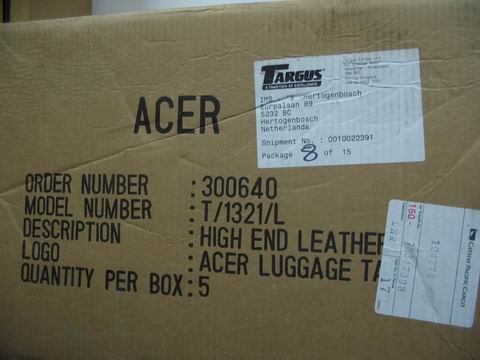 ACER
TARGUS
A TRADITION OF EXCELLENCE
Hertogenbosch
Eurpalaan 89
5232 BC
Hertogenbosch
Netherlands
Shipment No. : 0010022391
Package 8 of 15
ORDER NUMBER : 300640
MODEL NUMBER : T/1321/L
DESCRIPTION : HIGH END LEATHER
LOGO : ACER LUGGAGE TA
QUANTITY PER BOX : 5
160-
17
CATHAY PACIFIC CARGO